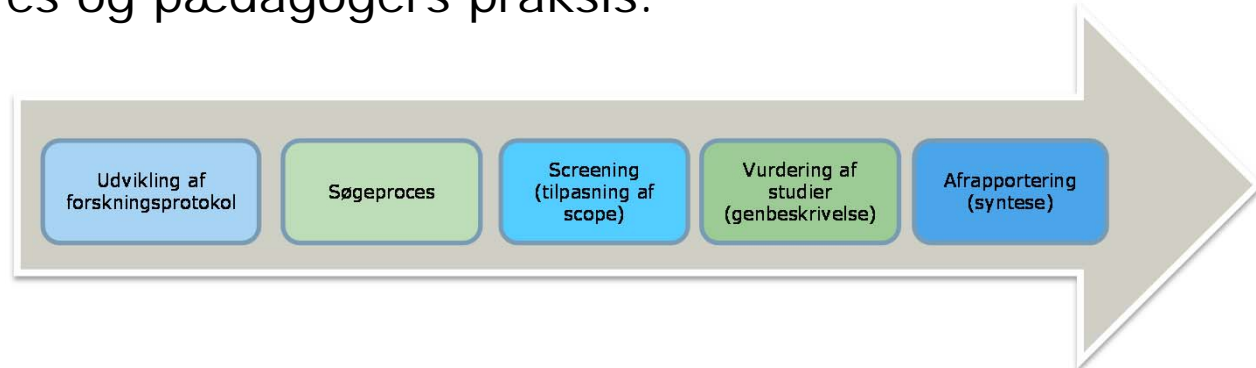 es og pædagogers praksis.
Udvikling af
forskningsprotokol
Søgeproces
Screening
(tilpasning af
scope)
Vurdering af
studier
(genbeskrivelse)
Afrapportering
(syntese)